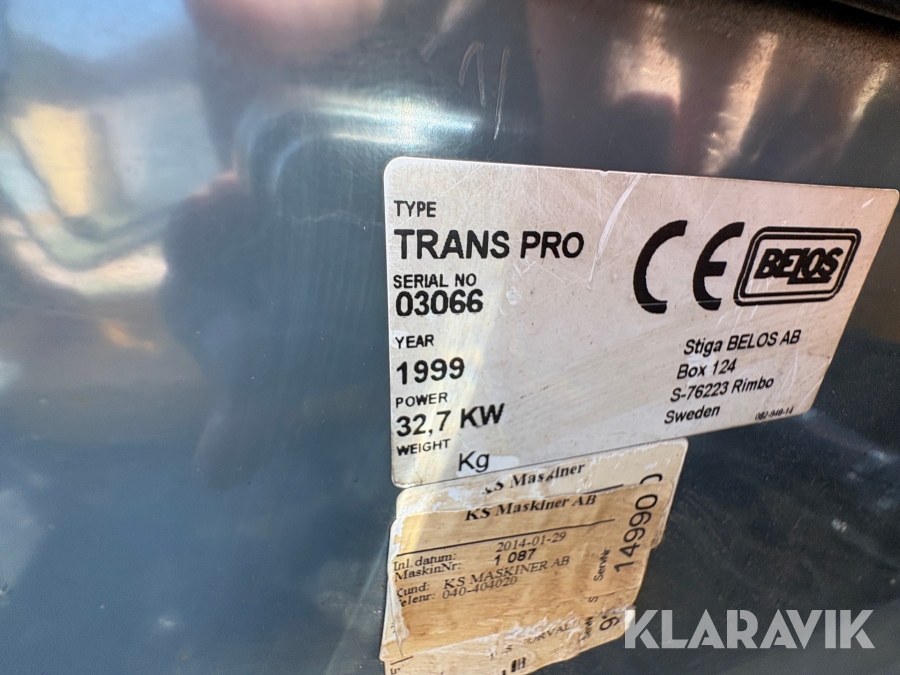 TYPE
TRANS PRO
SERIAL NO
03066
YEAR
1999
POWER
32,7 KW
WEIGHT
Kg
CE BELOS
Stiga BELOS AB
Box 124
S-76223 Rimbo
Sweden
KS Maskiner
KS Maskiner AB
Inl.datum: 2014-01-29
MaskinNr: 1 087
Kund: KS MASKINER AB
Telenr: 040-404020
14990
KLARAVIK